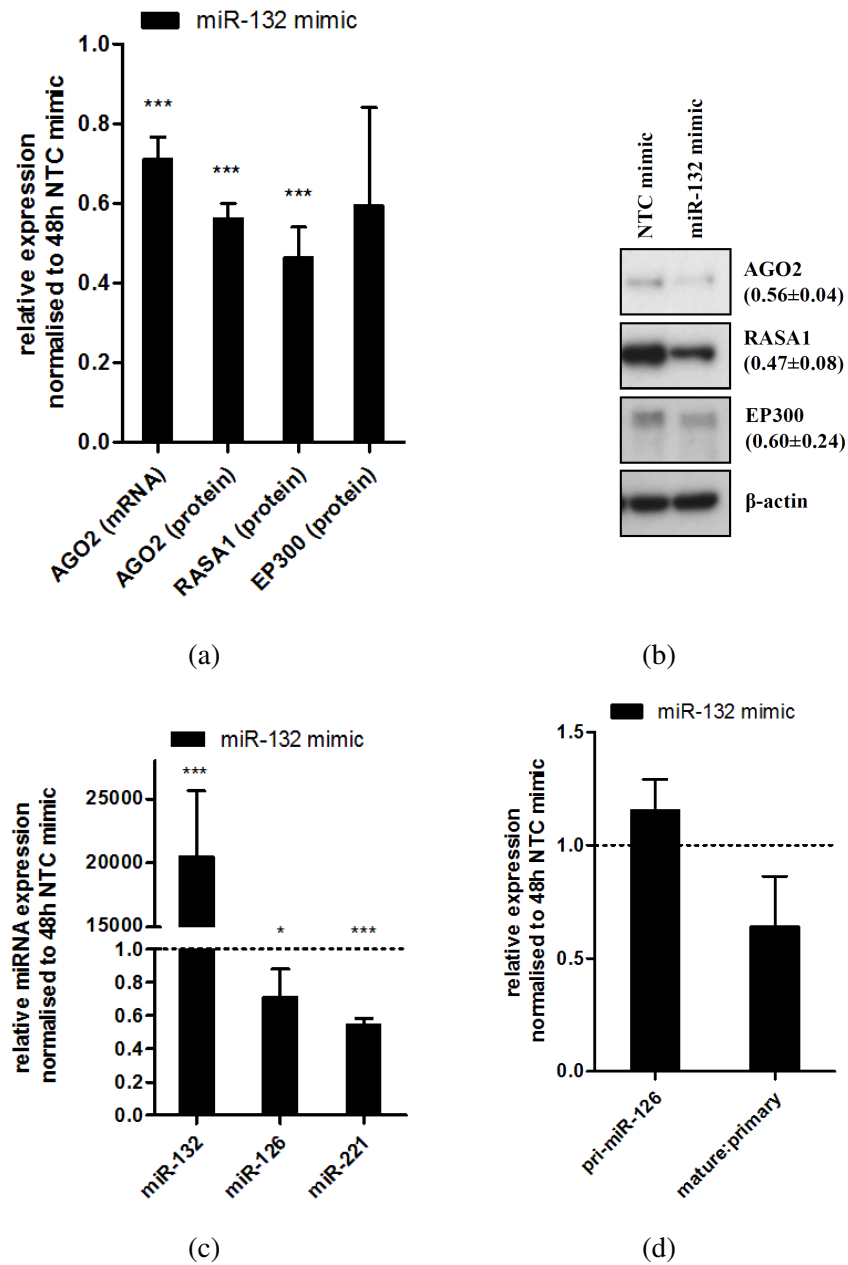 miR-132 mimic
relative expression
normalised to 48h NTC mimic
1.0
0.8
0.6
0.4
0.2
0.0
***
***
***
AGO2 (mRNA)
AGO2 (protein)
RASA1 (protein)
EP300 (protein)
(a)
NTC mimic
miR-132 mimic
AGO2
(0.56±0.04)
RASA1
(0.47±0.08)
EP300
(0.60±0.24)
β-actin
(b)
miR-132 mimic
relative miRNA expression
normalised to 48h NTC mimic
25000
20000
15000
1.0
0.8
0.6
0.4
0.2
0.0
***
*
***
miR-132
miR-126
miR-221
(c)
miR-132 mimic
relative expression
normalised to 48h NTC mimic
1.5
1.0
0.5
0.0
pri-miR-126
mature:primary
(d)